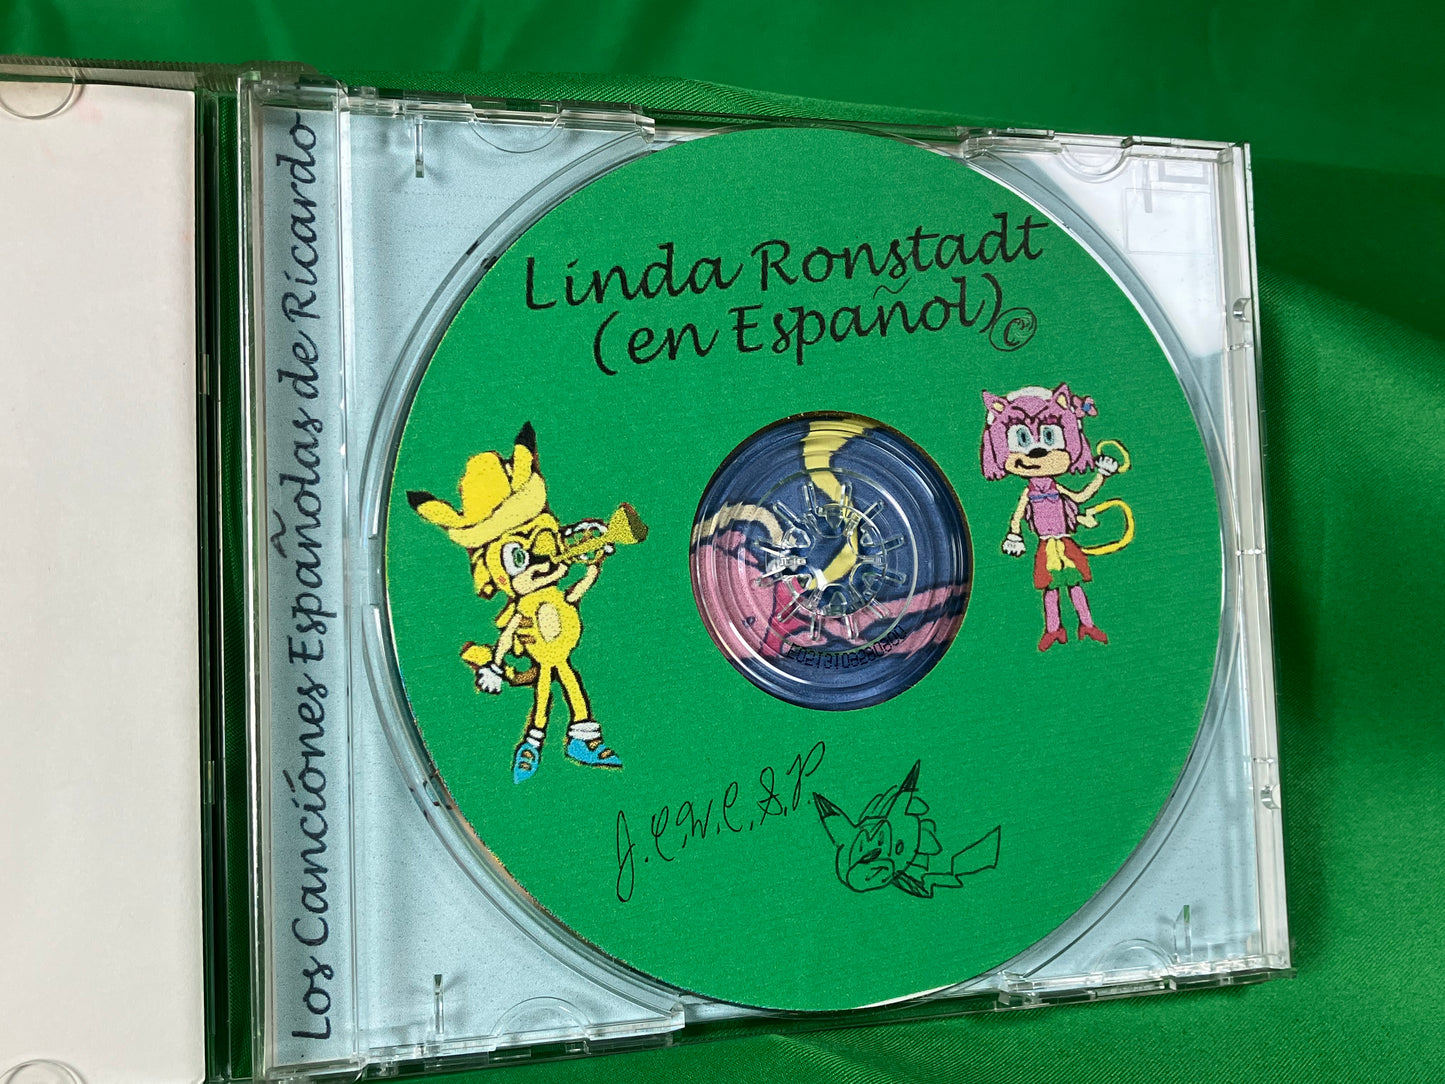 Los Canciónes Españolas de Ricardo
Linda Ronstadt
(en Español)©
J.C.W.C.S.P.